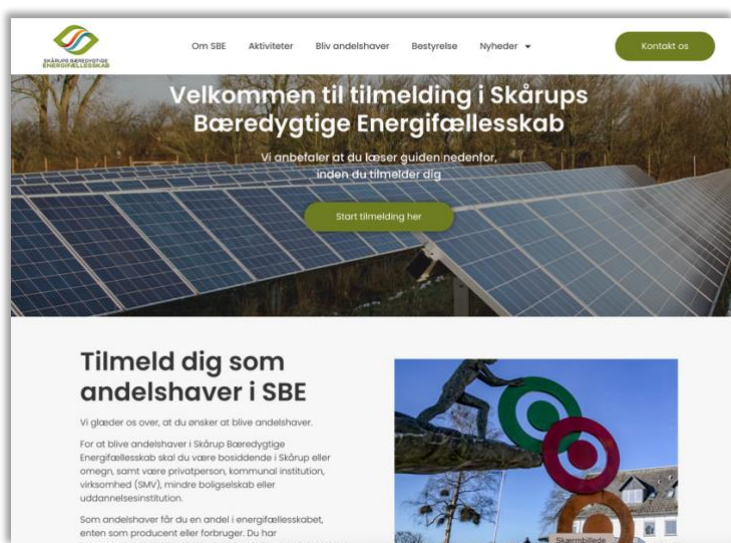 SKÅRUPS BÆREDYGTIGE
ENERGIFÆLLESSKAB
Om SBE
Aktiviteter
Bliv andelshaver
Bestyrelse
Nyheder
Kontakt os
Velkommen til tilmelding i Skårups
Bæredygtige Energifællesskab
Vi anbefaler at du læser guiden nedenfor,
inden du tilmelder dig
Start tilmelding her
Tilmeld dig som
andelshaver i SBE
Vi glæder os over, at du ønsker at blive andelshaver.
For at blive andelshaver i Skårup Bæredygtige
Energifællesskab skal du være bosiddende i Skårup eller
omegn, samt være privatperson, kommunal institution,
virksomhed (SMV), mindre boligselskab eller
uddannelsesinstitution.
Som andelshaver får du en andel i energifællesskabet,
enten som producent eller forbruger. Du har
Skærmbillede